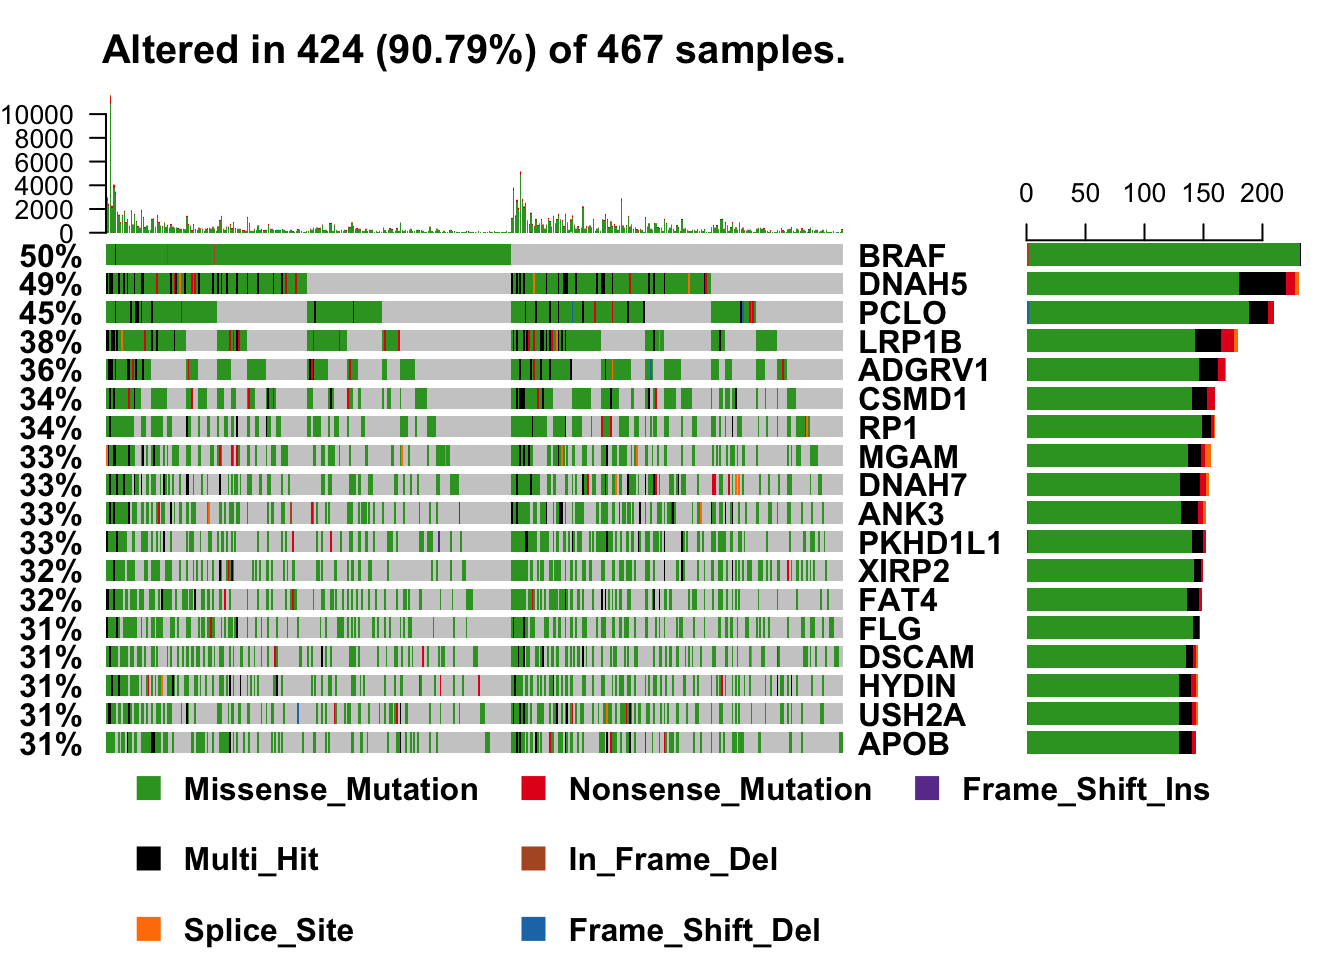 Altered in 424 (90.79%) of 467 samples.
10000
8000
6000
4000
2000
0
0 50 100 150 200
50% BRAF
49% DNAH5
45% PCLO
38% LRP1B
36% ADGRV1
34% CSMD1
34% RP1
33% MGAM
33% DNAH7
33% ANK3
33% PKHD1L1
32% XIRP2
32% FAT4
31% FLG
31% DSCAM
31% HYDIN
31% USH2A
31% APOB
Missense_Mutation Nonsense_Mutation Frame_Shift_Ins
Multi_Hit In_Frame_Del
Splice_Site Frame_Shift_Del